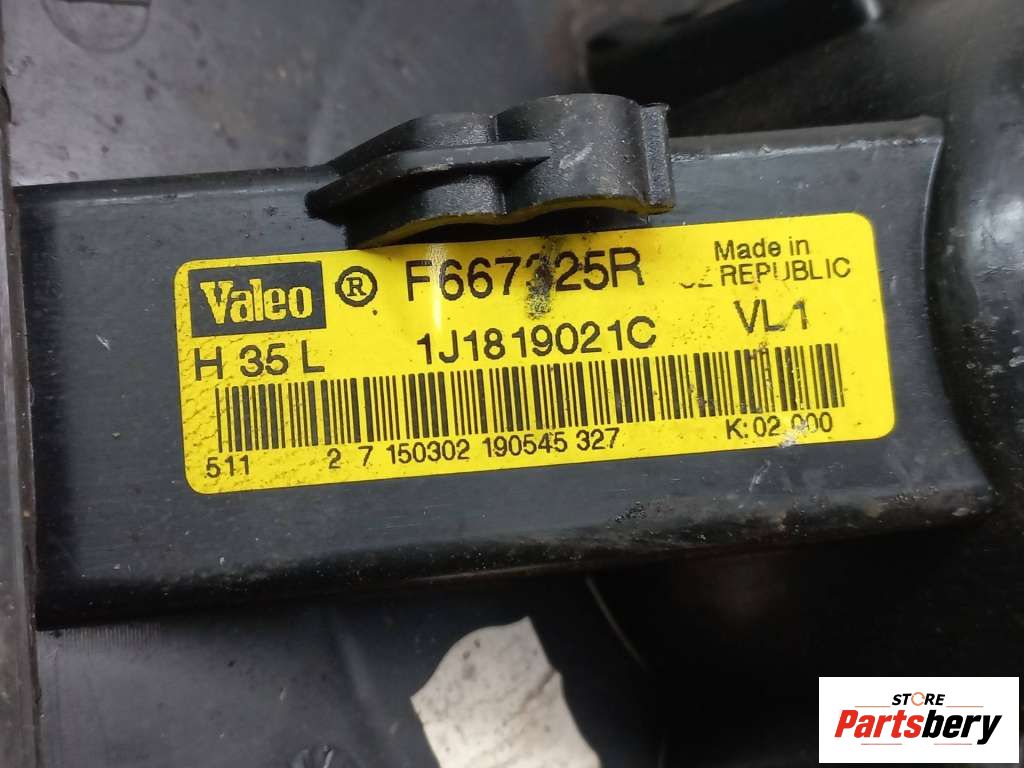 Valeo ® F667325R Made in
CZ REPUBLIC
H 35 L 1J1819021C VL1
511 2 7 150302 190545 327 K: 02 000
STORE
Partsbery